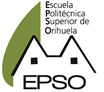 Escuela
Politécnica
Superior de
Orihuela
EPSO